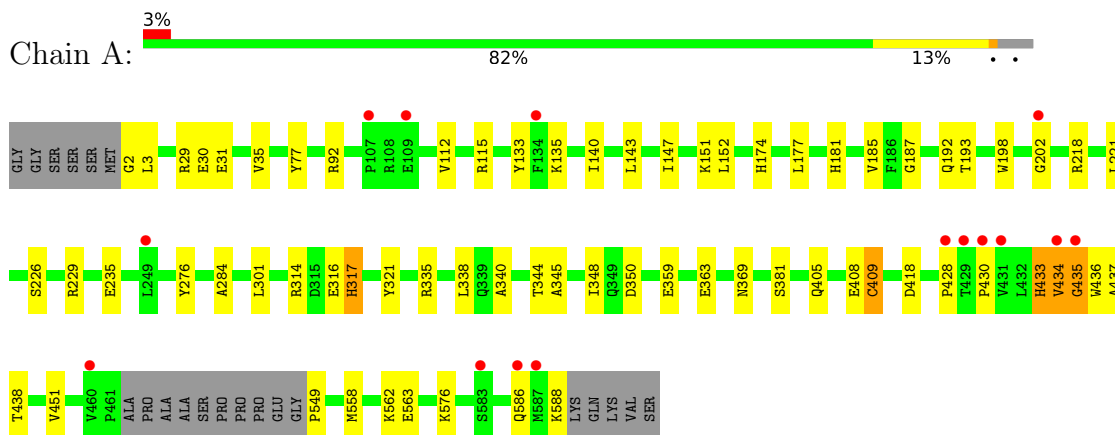 3%
Chain A:
82% 13% • •
GLY GLY SER SER SER MET G2 L3 R29 E30 E31 V35 Y77 R92 P107 R108 E109 V112 R115 Y133 F134 K135 I140 L143 I147 K151 L152 H174 L177 H181 V185 F186 G187 Q192 T193 W198 G202 R218 L221
S226 R229 E235 L249 Y276 A284 L301 R314 D315 E316 H317 Y321 R335 L338 Q339 A340 T344 A345 I348 Q349 D350 E359 E363 N369 S381 Q405 E408 C409 D418 P428 T429 P430 V431 L432 H433 V434 G435 W436 A437
T438 V451 V460 P461 ALA PRO ALA ALA SER PRO PRO PRO GLU GLY P549 M558 K562 E563 K576 S583 Q586 M587 K588 LYS GLN LYS VAL SER